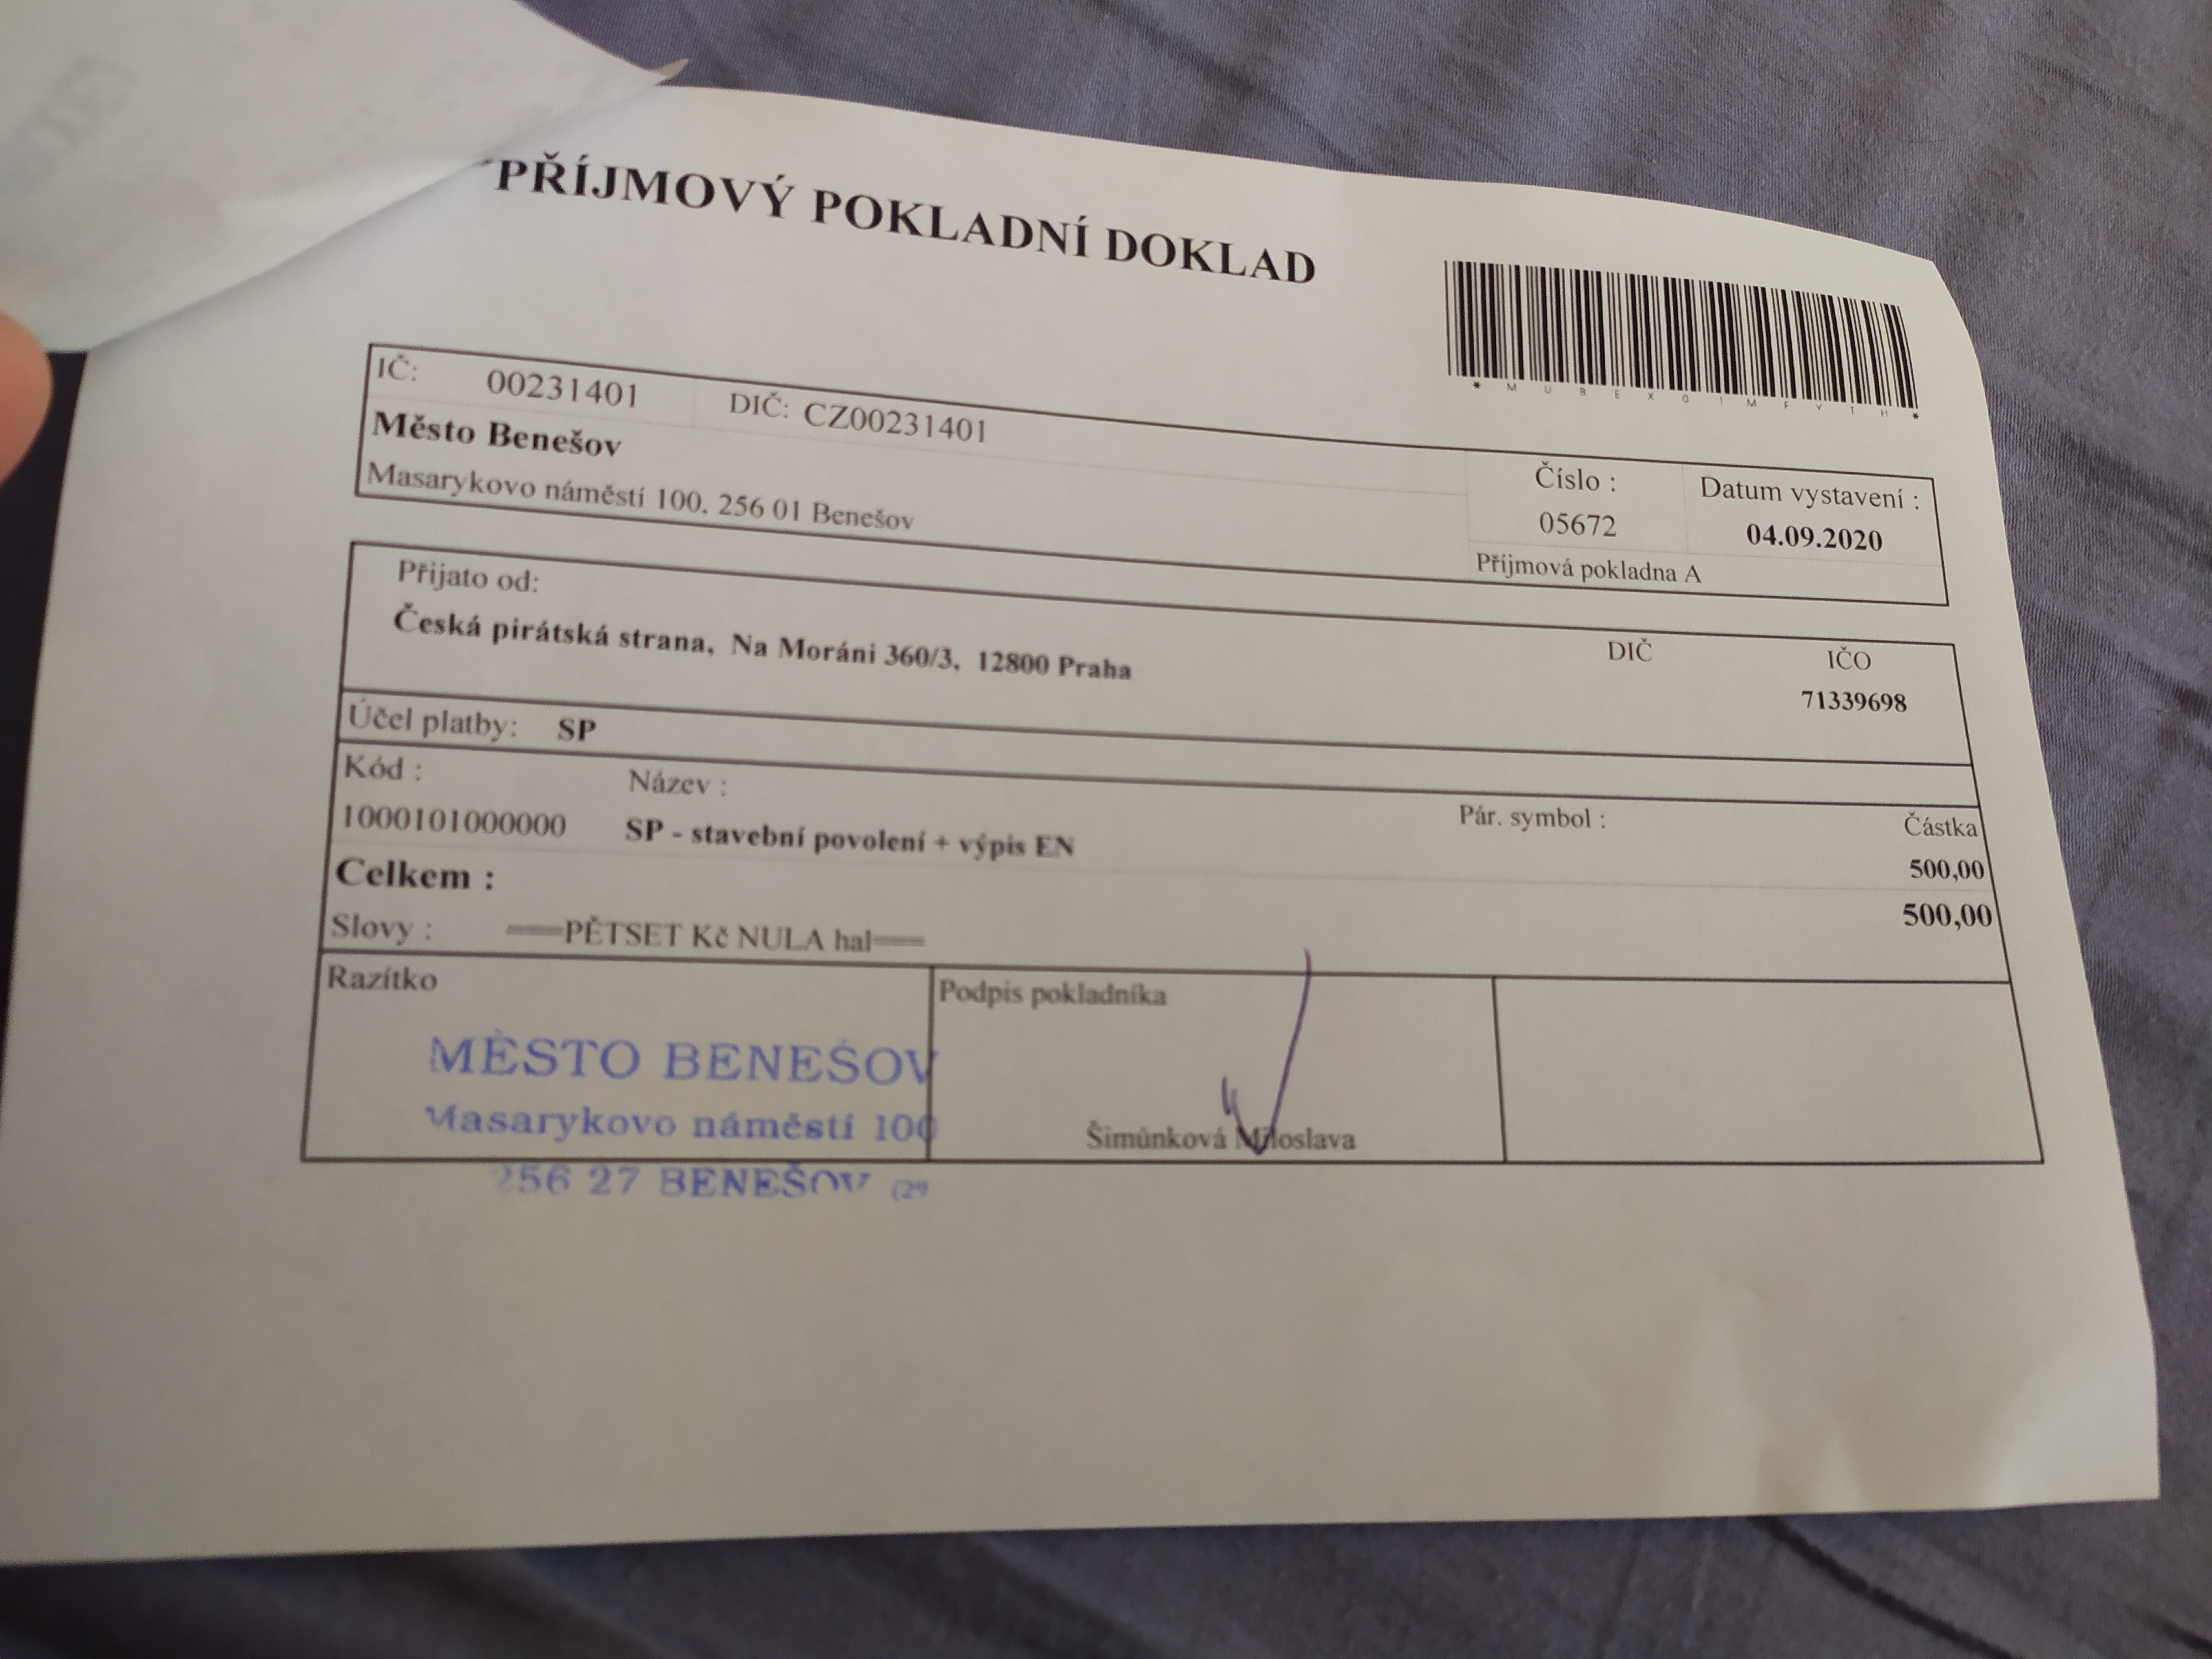 PŘÍJMOVÝ POKLADNÍ DOKLAD
* M U B E X 0 1 M F Y T H *
IČ: 00231401 DIČ: CZ00231401
Město Benešov
Masarykovo náměstí 100, 256 01 Benešov
Číslo : Datum vystavení :
05672 04.09.2020
Příjmová pokladna A
Přijato od:
Česká pirátská strana, Na Moráni 360/3, 12800 Praha
DIČ IČO
71339698
Účel platby: SP
Kód : Název : Pár. symbol : Částka
1000101000000 SP - stavební povolení + výpis EN 500,00
Celkem : 500,00
Slovy : ═══PĚTSET Kč NULA hal═══
Razítko Podpis pokladníka
MĚSTO BENEŠOV
Masarykovo náměstí 100
256 27 BENEŠOV (29
Šimůnková Miloslava